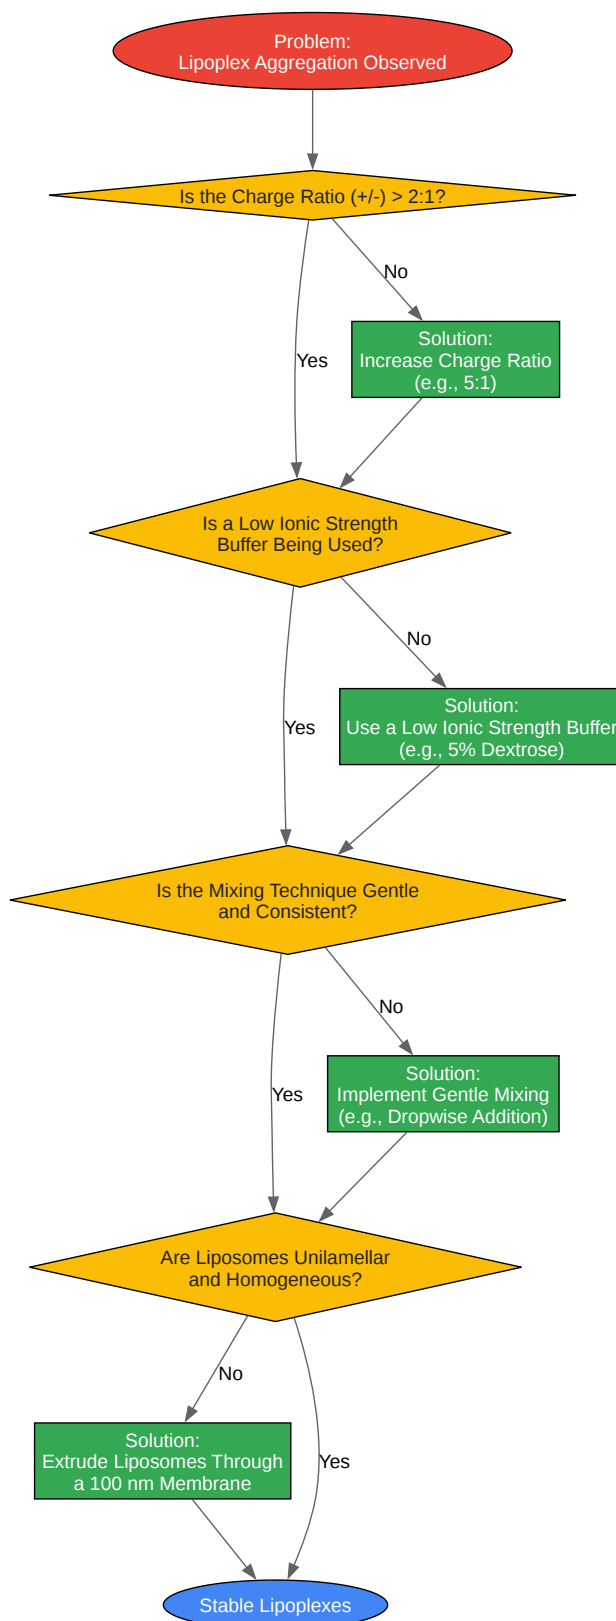 Problem:
Lipoplex Aggregation Observed
Is the Charge Ratio (+/-) > 2:1?
No
Yes
Solution:
Increase Charge Ratio
(e.g., 5:1)
Is a Low Ionic Strength
Buffer Being Used?
No
Yes
Solution:
Use a Low Ionic Strength Buffer
(e.g., 5% Dextrose)
Is the Mixing Technique Gentle
and Consistent?
No
Yes
Solution:
Implement Gentle Mixing
(e.g., Dropwise Addition)
Are Liposomes Unilamellar
and Homogeneous?
No
Yes
Solution:
Extrude Liposomes Through
a 100 nm Membrane
Stable Lipoplexes